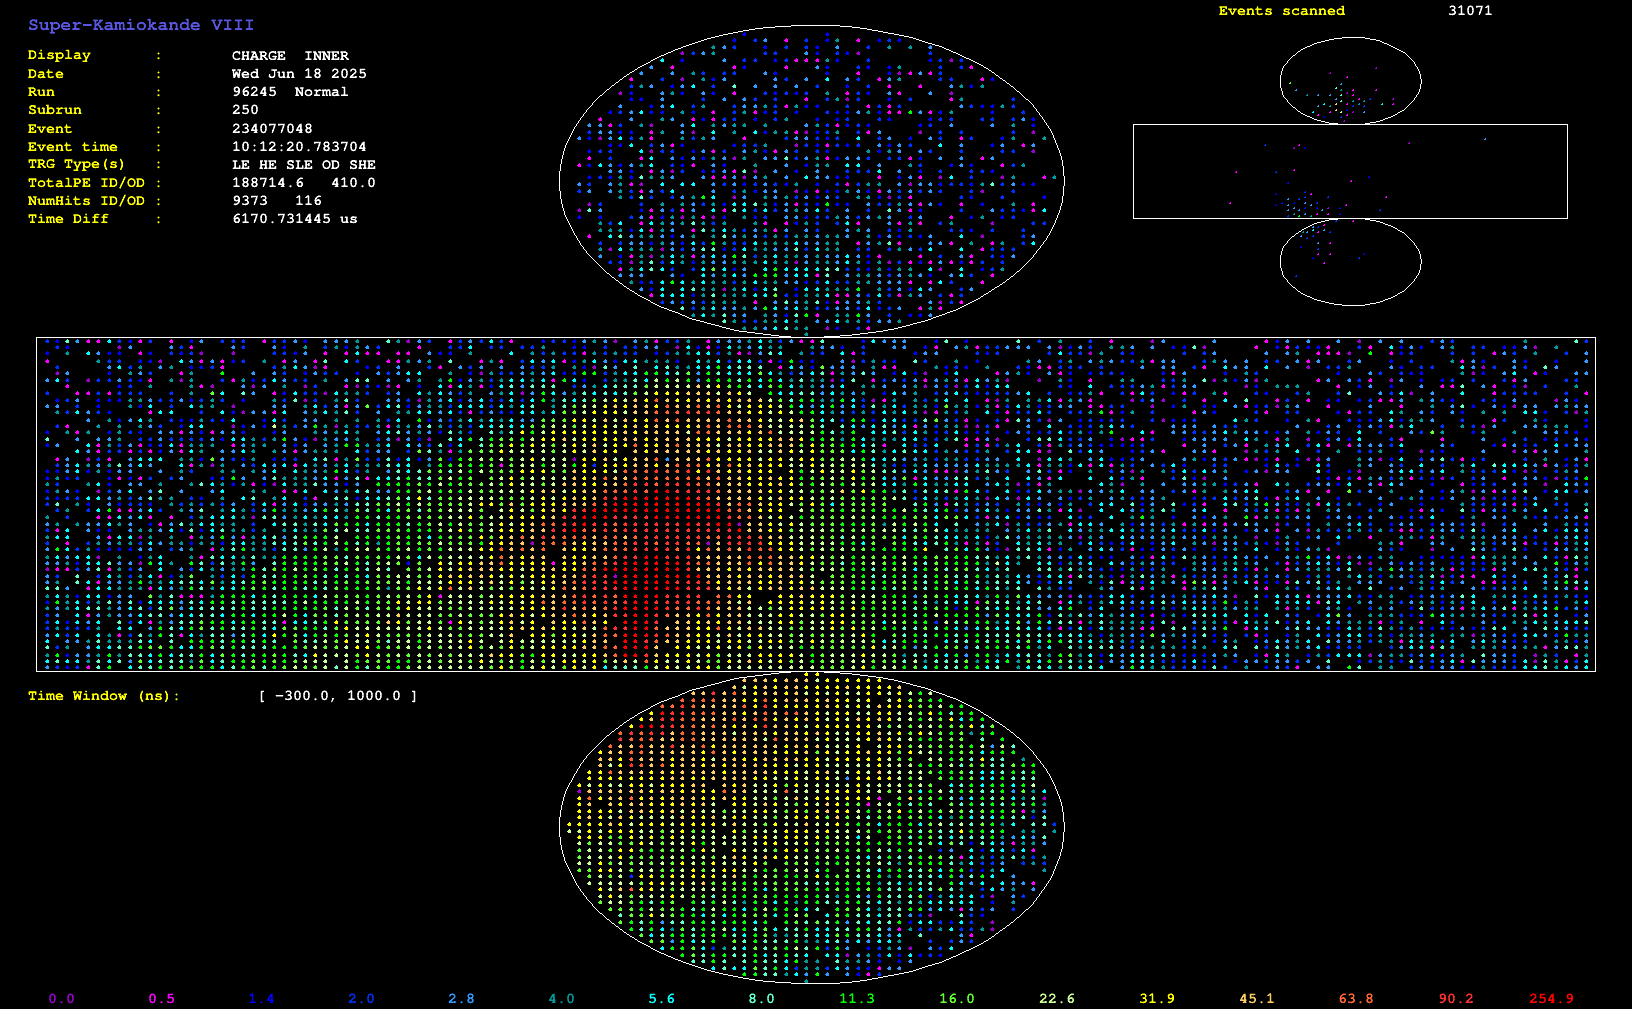 Super-Kamiokande VIII
Events scanned 31071
Display : CHARGE INNER
Date : Wed Jun 18 2025
Run : 96245 Normal
Subrun : 250
Event : 234077048
Event time : 10:12:20.783704
TRG Type(s) : LE HE SLE OD SHE
TotalPE ID/OD : 188714.6 410.0
NumHits ID/OD : 9373 116
Time Diff : 6170.731445 us
Time Window (ns): [ -300.0, 1000.0 ]
0.0 0.5 1.4 2.0 2.8 4.0 5.6 8.0 11.3 16.0 22.6 31.9 45.1 63.8 90.2 254.9